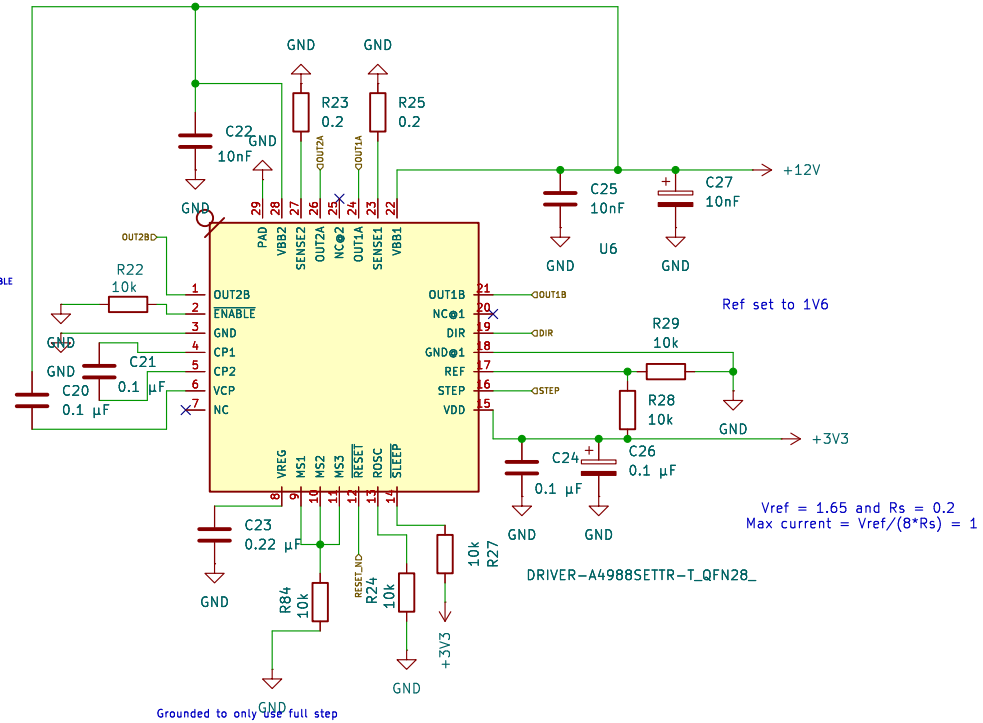 GND
GND
R23
0.2
R25
0.2
C22
10nF
GND
OUT2A
OUT1A
+12V
GND
C25
10nF
C27
10nF
29
28
27
26
25
24
23
22
PAD
VBB2
SENSE2
OUT2A
NC@2
OUT1A
SENSE1
VBB1
OUT2B
U6
GND
GND
BLE
R22
10k
1
OUT2B
2
ENABLE
3
GND
4
CP1
5
CP2
6
VCP
7
NC
OUT1B
21
OUT1B
NC@1
20
DIR
19
DIR
GND@1
18
REF
17
STEP
16
STEP
VDD
15
Ref set to 1V6
GND
GND
C21
0.1 µF
C20
0.1 µF
R29
10k
R28
10k
GND
+3V3
VREG
MS1
MS2
MS3
RESET
ROSC
SLEEP
8
9
10
11
12
13
14
C24
0.1 µF
C26
0.1 µF
GND
GND
Vref = 1.65 and Rs = 0.2
Max current = Vref/(8*Rs) = 1
C23
0.22 µF
GND
R84
10k
RESET_N
R24
10k
10k
R27
DRIVER-A4988SETTR-T_QFN28_
+3V3
GND
GND
Grounded to only use full step